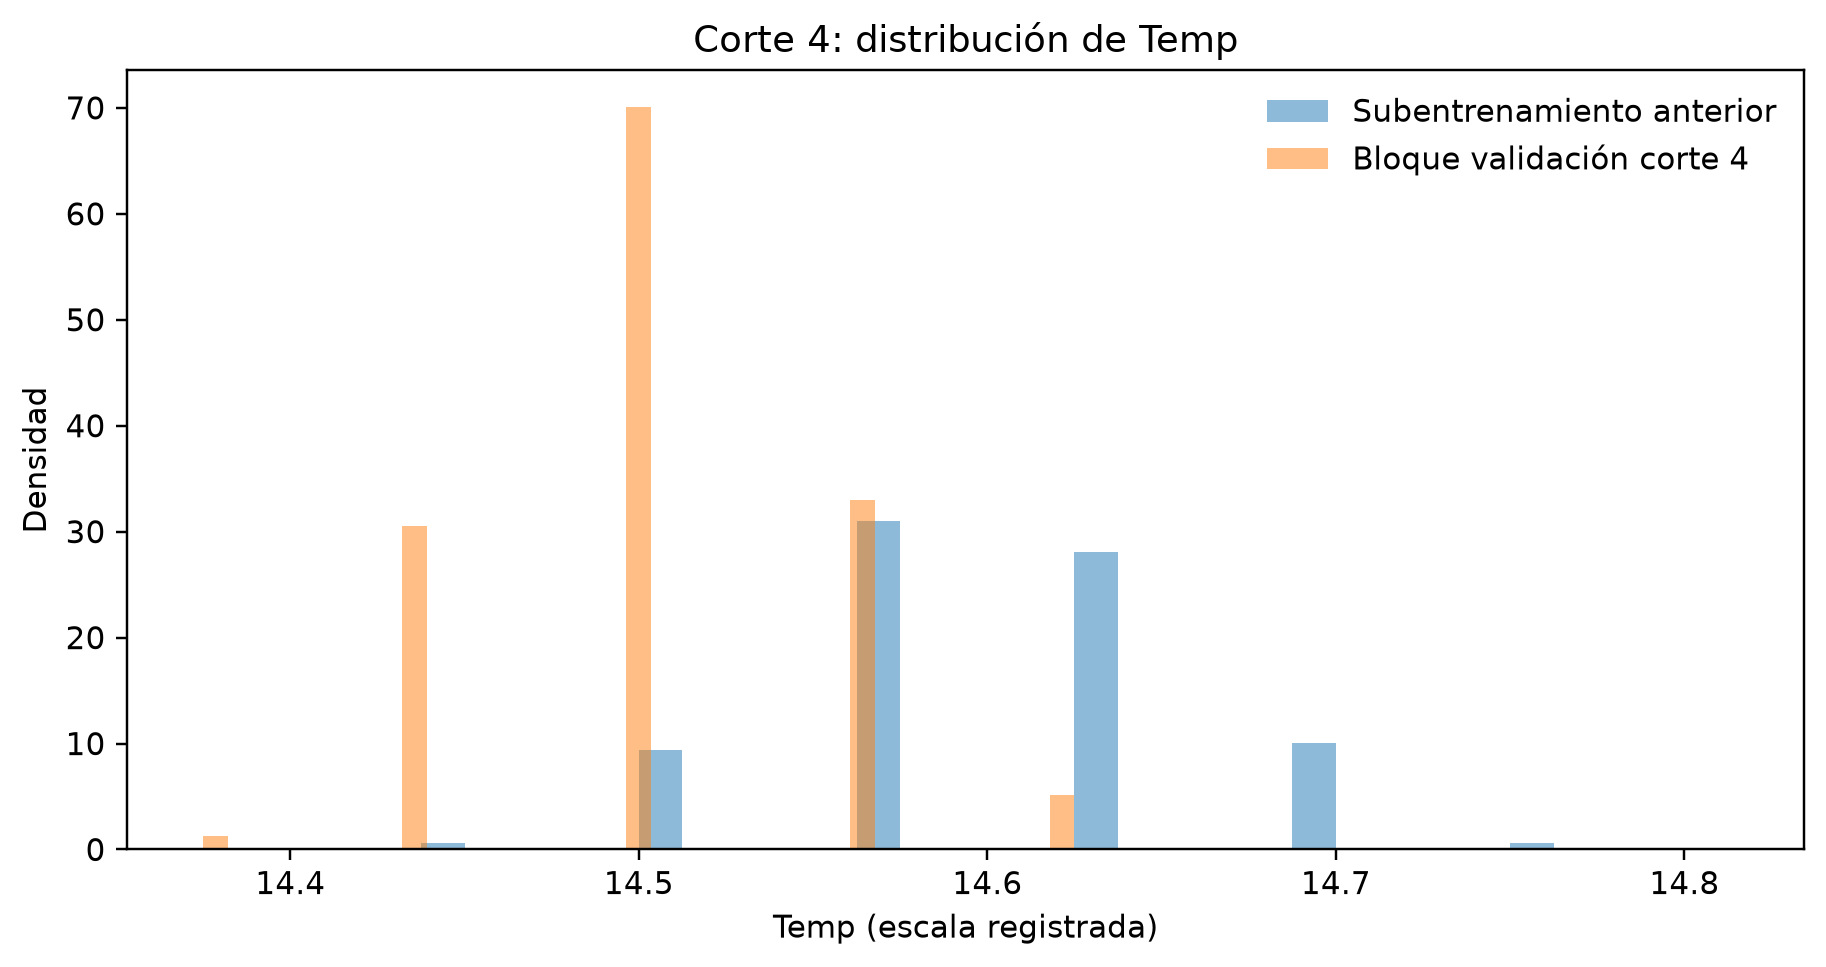 Corte 4: distribución de Temp
Subentrenamiento anterior
Bloque validación corte 4
Densidad
70
60
50
40
30
20
10
0
14.4 14.5 14.6 14.7 14.8
Temp (escala registrada)